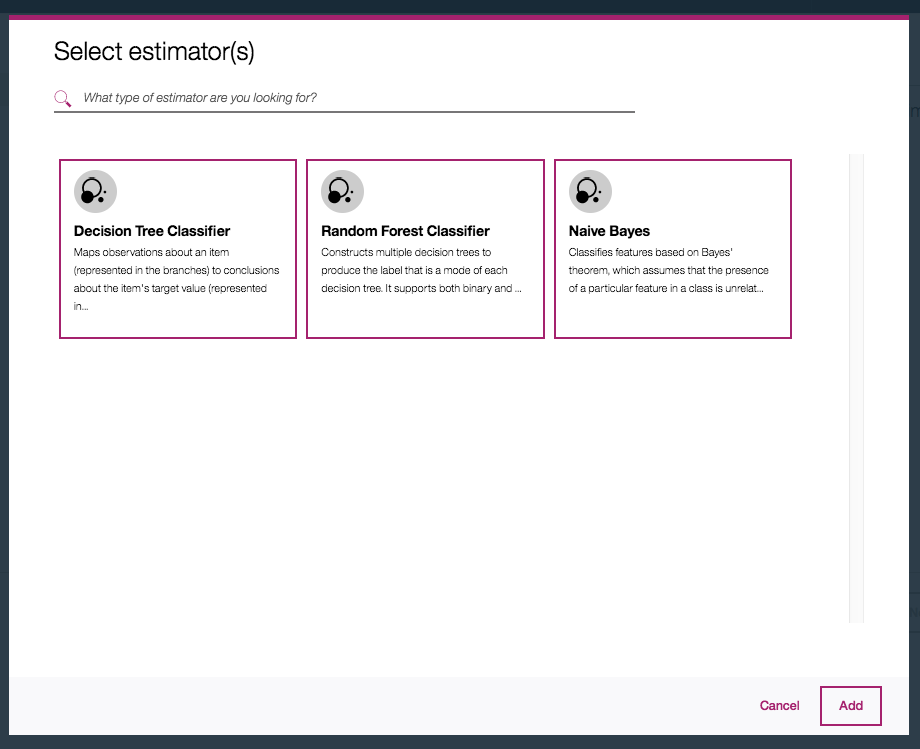 Select estimator(s)
What type of estimator are you looking for?
Decision Tree Classifier
Maps observations about an item
(represented in the branches) to conclusions
about the item's target value (represented
in...
Random Forest Classifier
Constructs multiple decision trees to
produce the label that is a mode of each
decision tree. It supports both binary and ...
Naive Bayes
Classifies features based on Bayes'
theorem, which assumes that the presence
of a particular feature in a class is unrelat...
Cancel
Add